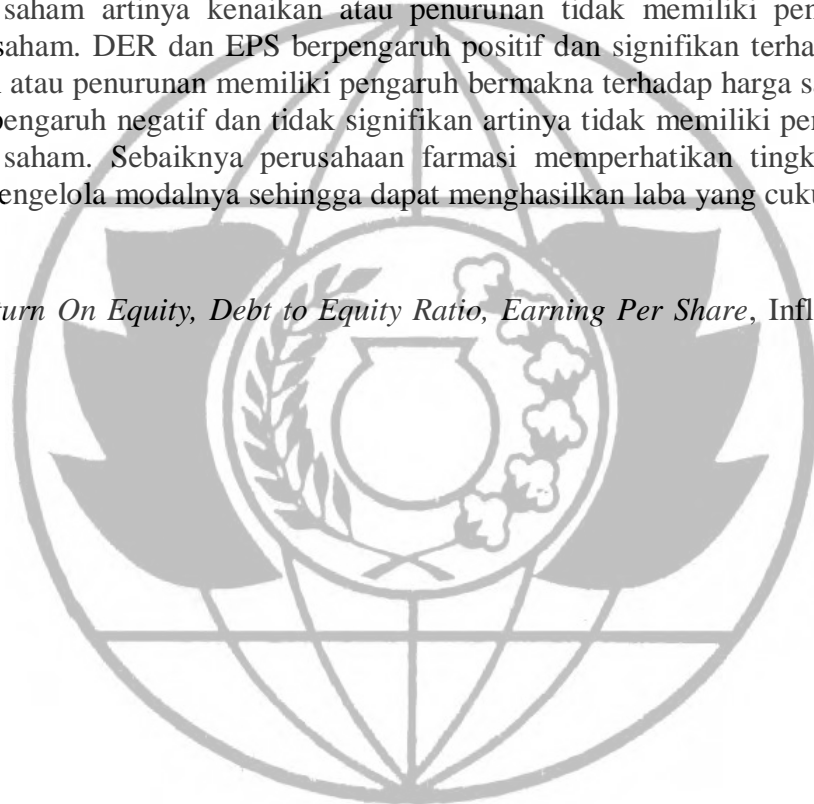 saham artinya kenaikan atau penurunan tidak memiliki pen
saham. DER dan EPS berpengaruh positif dan signifikan terha
atau penurunan memiliki pengaruh bermakna terhadap harga sa
pengaruh negatif dan tidak signifikan artinya tidak memiliki per
saham. Sebaiknya perusahaan farmasi memperhatikan tingk
engelola modalnya sehingga dapat menghasilkan laba yang cuku
turn On Equity, Debt to Equity Ratio, Earning Per Share, Infl